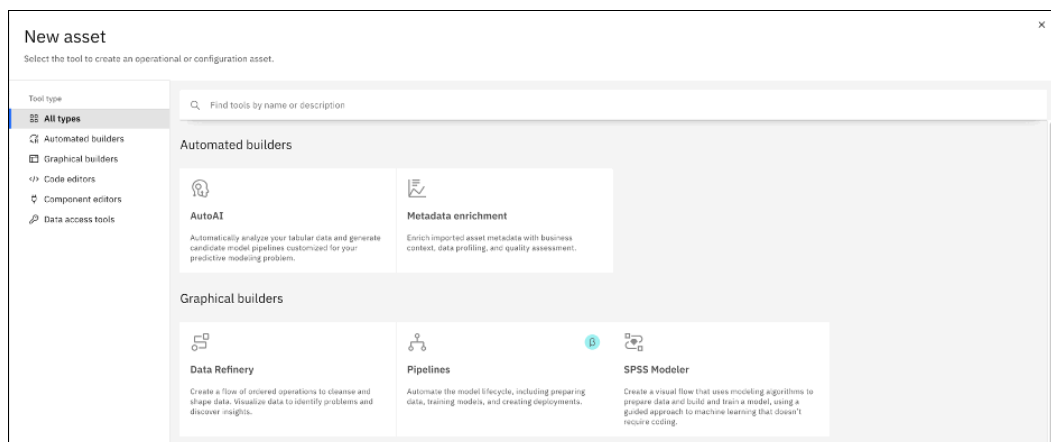 New asset
Select the tool to create an operational or configuration asset.
Tool type
All types
Automated builders
Graphical builders
Code editors
Component editors
Data access tools
Find tools by name or description
Automated builders
AutoAI
Automatically analyze your tabular data and generate
candidate model pipelines customized for your
predictive modeling problem.
Metadata enrichment
Enrich imported asset metadata with business
context, data profiling, and quality assessment.
Graphical builders
Data Refinery
Create a flow of ordered operations to cleanse and
shape data. Visualize data to identify problems and
discover insights.
β
Pipelines
Automate the model lifecycle, including preparing
data, training models, and creating deployments.
SPSS Modeler
Create a visual flow that uses modeling algorithms to
prepare data and build and train a model, using a
guided approach to machine learning that doesn't
require coding.